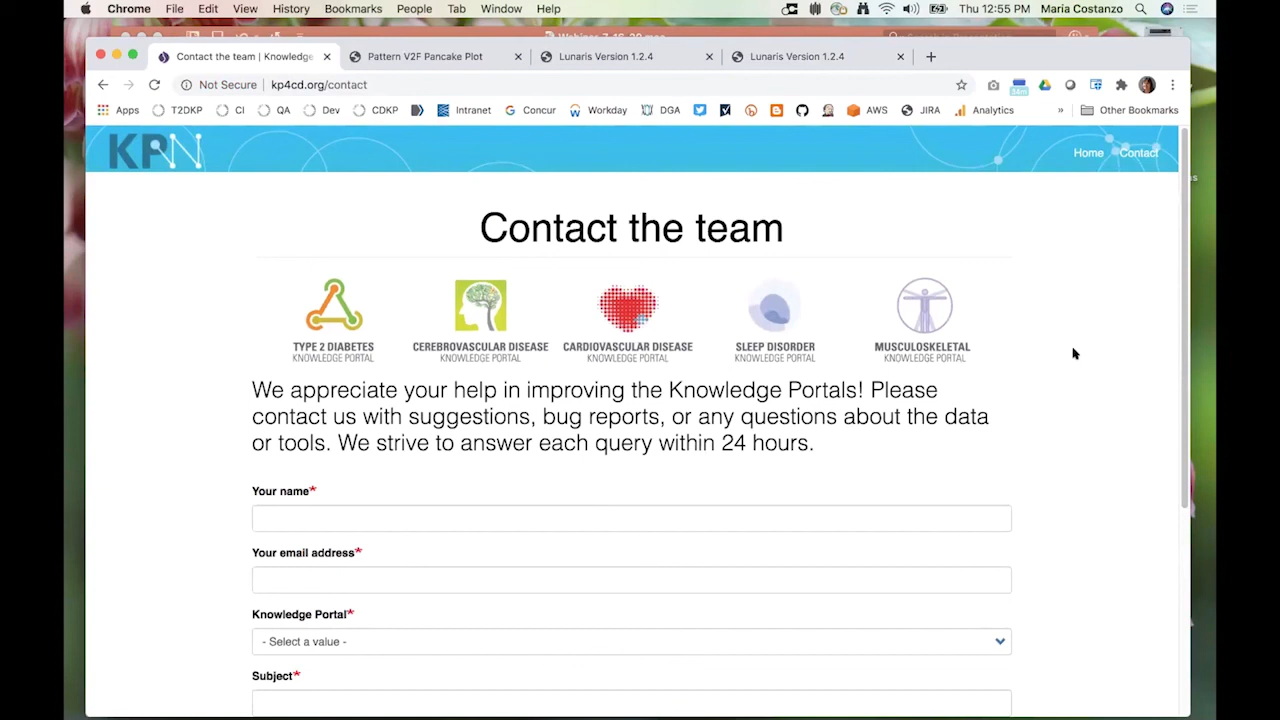 Chrome File Edit View History Bookmarks People Tab Window Help Thu 12:55 PM Maria Costanzo
Contact the team | Knowledge Pattern V2F Pancake Plot Lunaris Version 1.2.4 Lunaris Version 1.2.4
Not Secure | kp4cd.org/contact
Apps T2DKP CI QA Dev CDKP Intranet Concur Workday DGA AWS JIRA Analytics » Other Bookmarks
KPN Home Contact
Contact the team
TYPE 2 DIABETES CEREBROVASCULAR DISEASE CARDIOVASCULAR DISEASE SLEEP DISORDER MUSCULOSKELETAL
KNOWLEDGE PORTAL KNOWLEDGE PORTAL KNOWLEDGE PORTAL KNOWLEDGE PORTAL KNOWLEDGE PORTAL
We appreciate your help in improving the Knowledge Portals! Please
contact us with suggestions, bug reports, or any questions about the data
or tools. We strive to answer each query within 24 hours.
Your name*
Your email address*
Knowledge Portal*
- Select a value -
Subject*